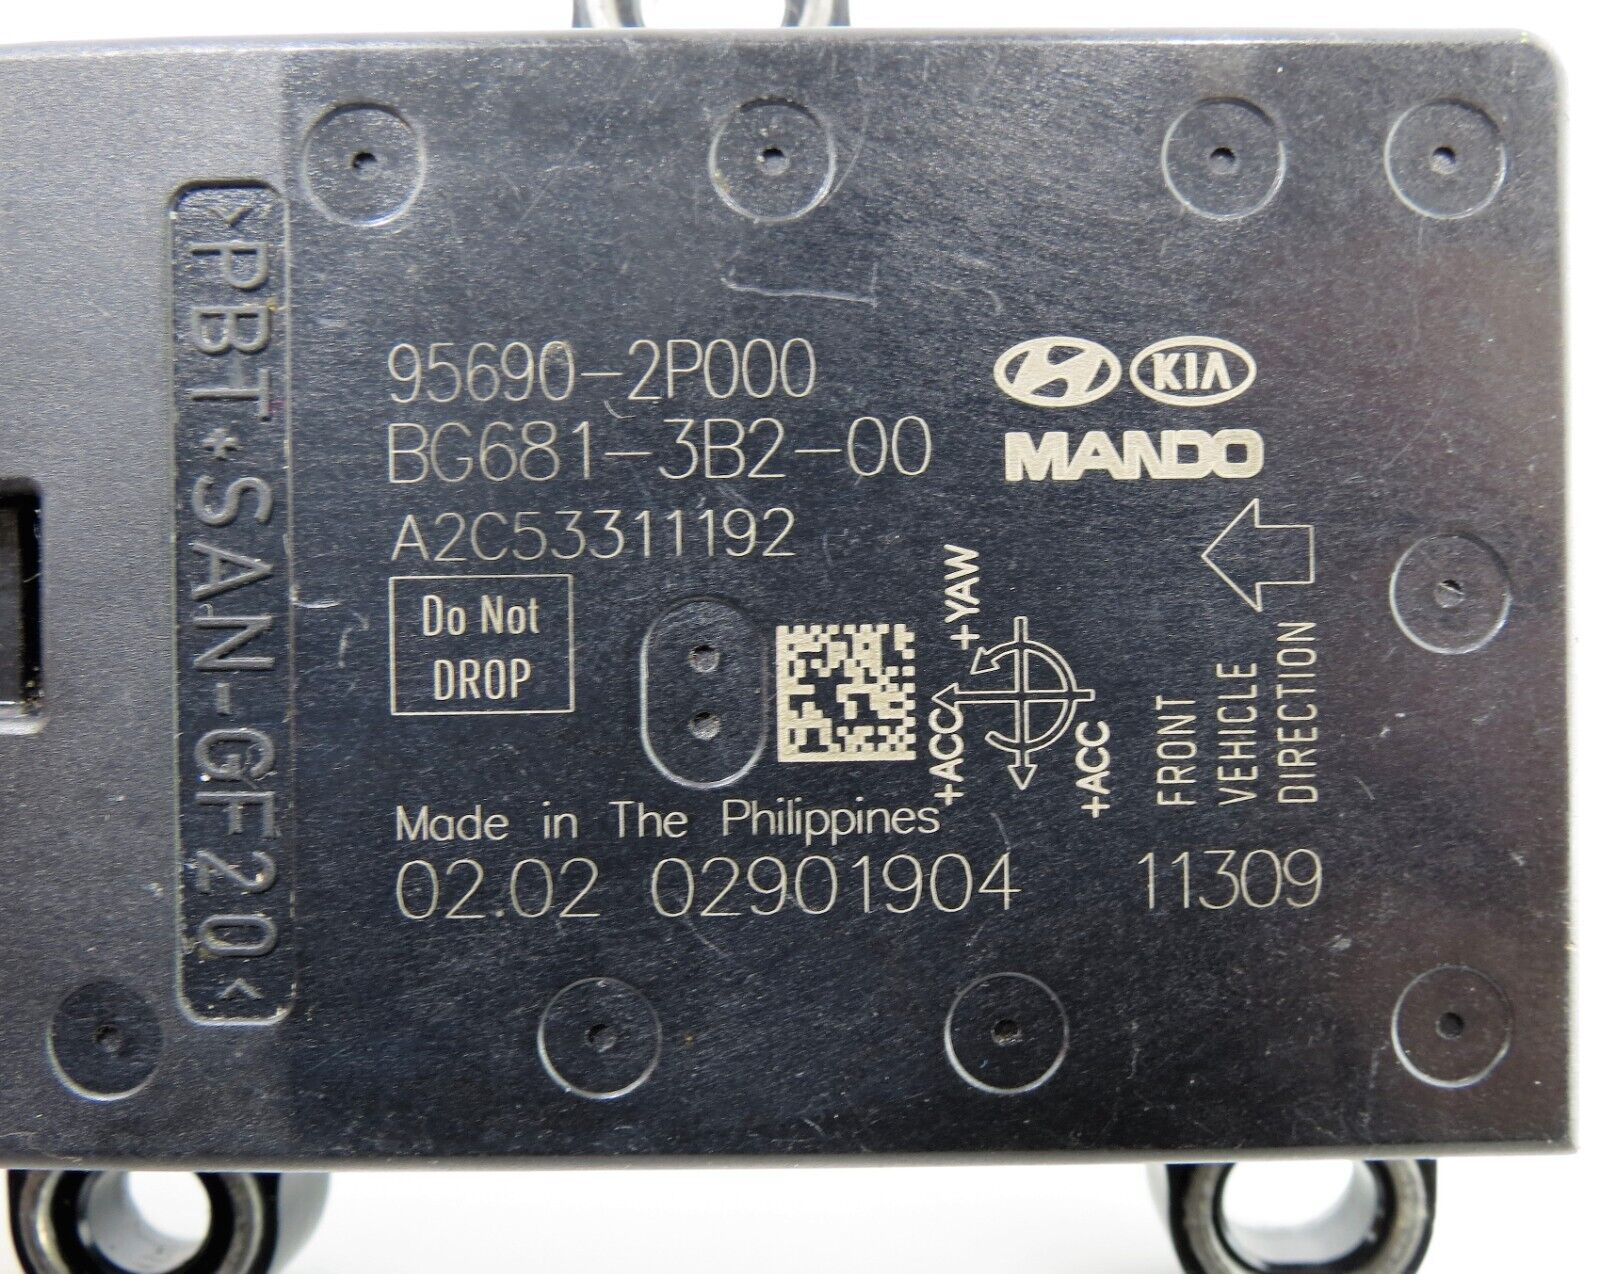 >PBT*SAN-GF20<
95690-2P000
KIA
BG681-3B2-00
MANDO
A2C53311192
Do Not
DROP
+YAW
+ACC
+ACC
FRONT
VEHICLE
DIRECTION
Made in The Philippines
02.02 02901904 11309